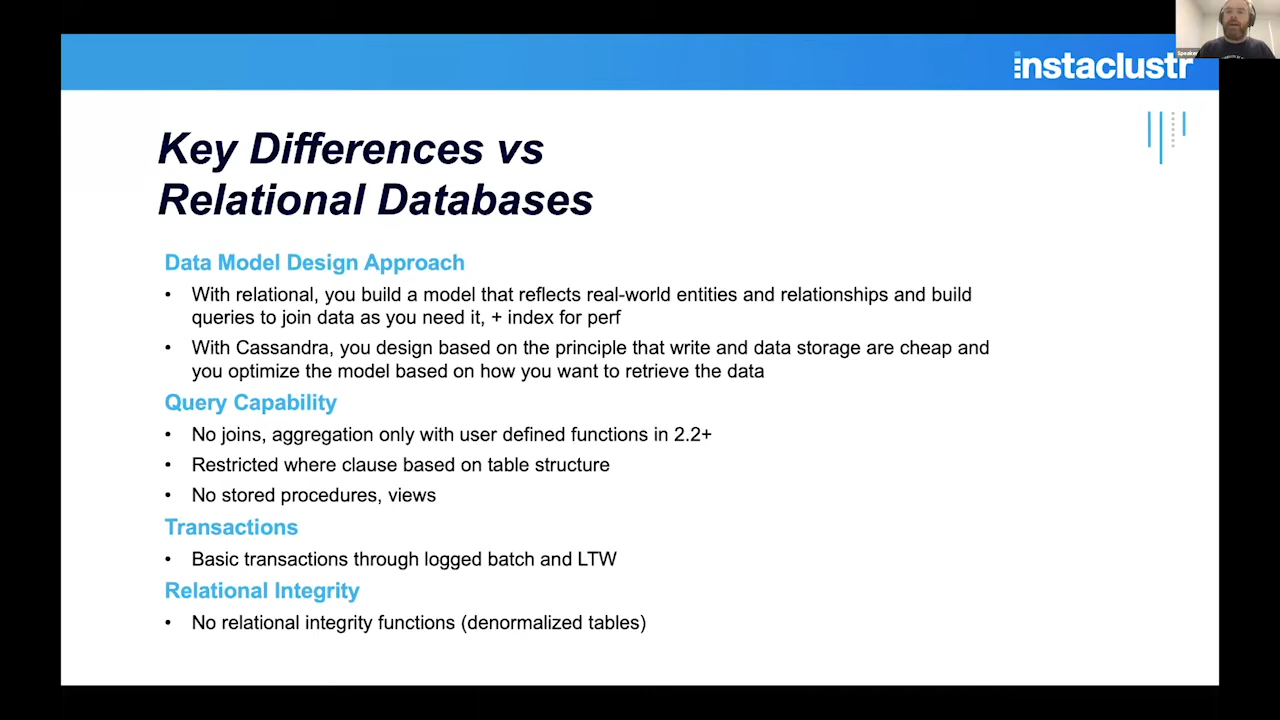 Speaker
instaclustr
Key Differences vs
Relational Databases
Data Model Design Approach
• With relational, you build a model that reflects real-world entities and relationships and build
queries to join data as you need it, + index for perf
• With Cassandra, you design based on the principle that write and data storage are cheap and
you optimize the model based on how you want to retrieve the data
Query Capability
• No joins, aggregation only with user defined functions in 2.2+
• Restricted where clause based on table structure
• No stored procedures, views
Transactions
• Basic transactions through logged batch and LTW
Relational Integrity
• No relational integrity functions (denormalized tables)